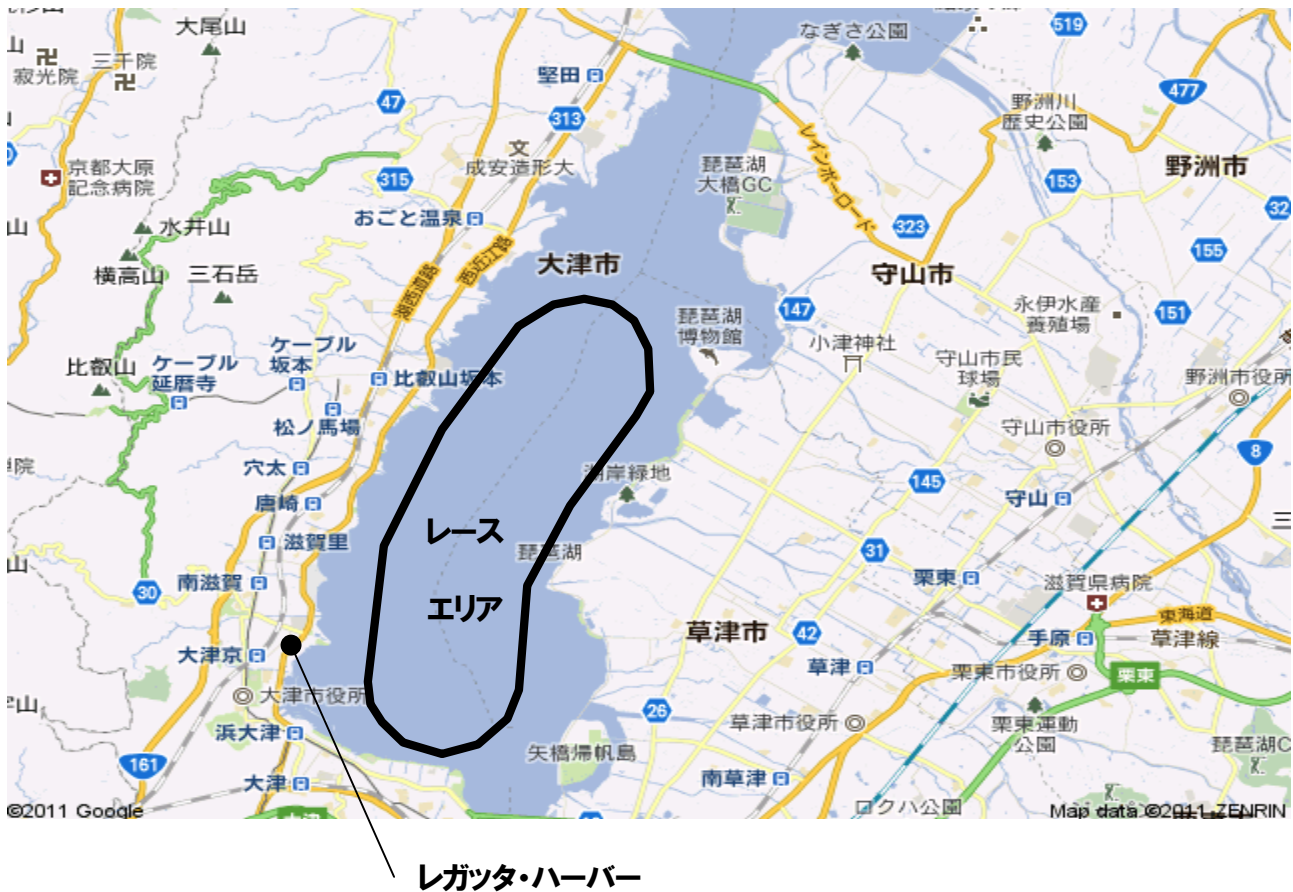 大尾山
なぎさ公園
519
寂光院
三千院
堅田
477
47
野洲川
歴史公園
313
文
成安造形大
京都大原
記念病院
315
琵琶湖
大橋GC
レインボーロード
野洲市
153
おごと温泉
水井山
323
32
155
横高山
三石岳
湖西道路
西近江路
大津市
守山市
147
琵琶湖
博物館
永伊水産
養殖場
151
小津神社
比叡山
ケーブル
延暦寺
ケーブル
坂本
比叡山坂本
守山市民
球場
野洲市役所
松ノ馬場
守山市役所
8
穴太
湖岸緑地
145
守山
唐崎
レース
滋賀里
琵琶湖
31
南滋賀
30
エリア
栗東
滋賀県病院
東海道
草津市
42
手原
草津線
大津京
草津
栗東市役所
栗東
大津市役所
26
草津市役所
栗東運動
公園
浜大津
矢橋帰帆島
琵琶湖C
161
大津
南草津
ロクハ公園
©2011 Google
Map data ©2011 ZENRIN
レガッタ・ハーバー